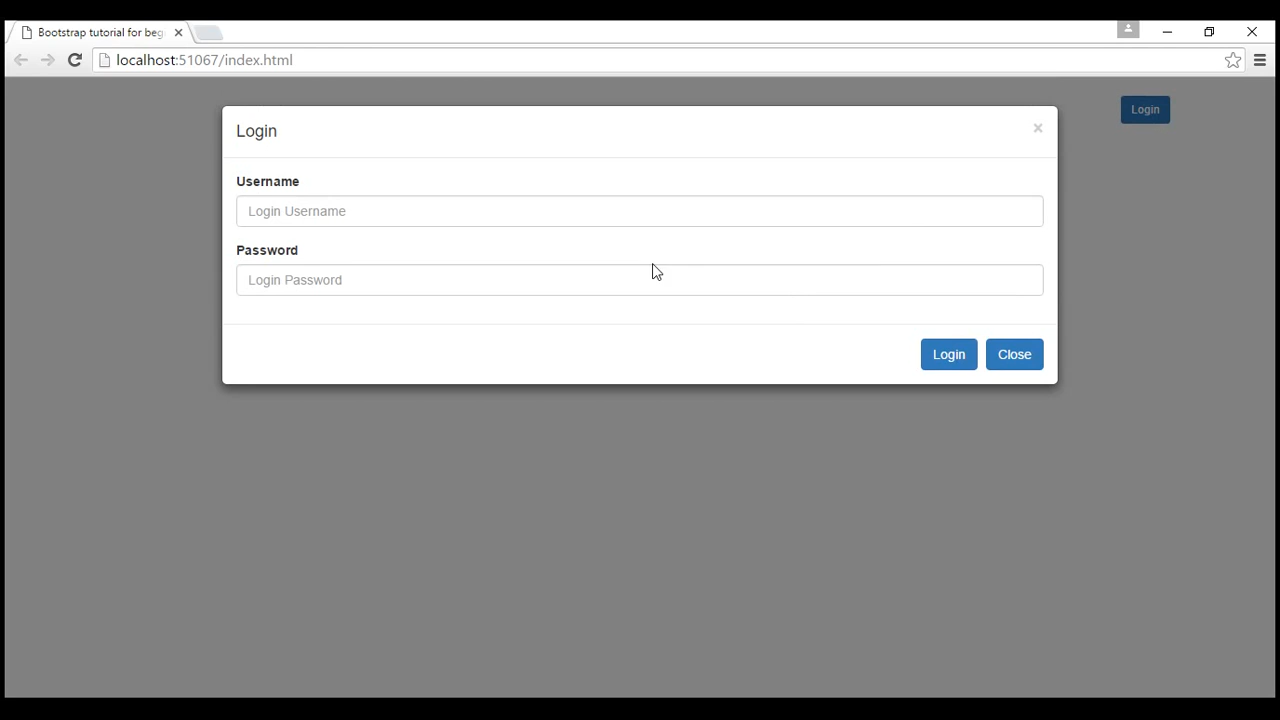 Bootstrap tutorial for beg
localhost:51067/index.html
Login
Login
×
Username
Login Username
Password
Login Password
Login Close